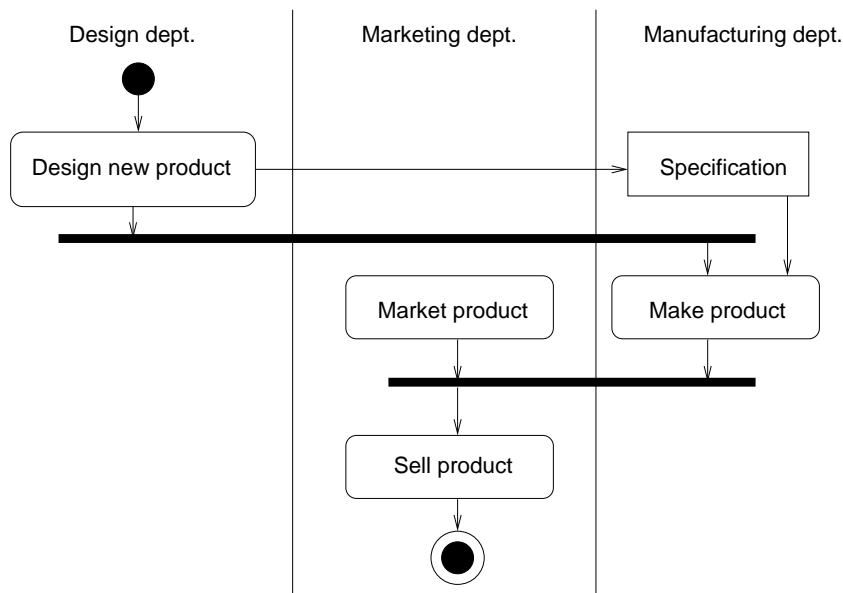 Design dept.
Marketing dept.
Manufacturing dept.
Design new product
Specification
Market product
Make product
Sell product